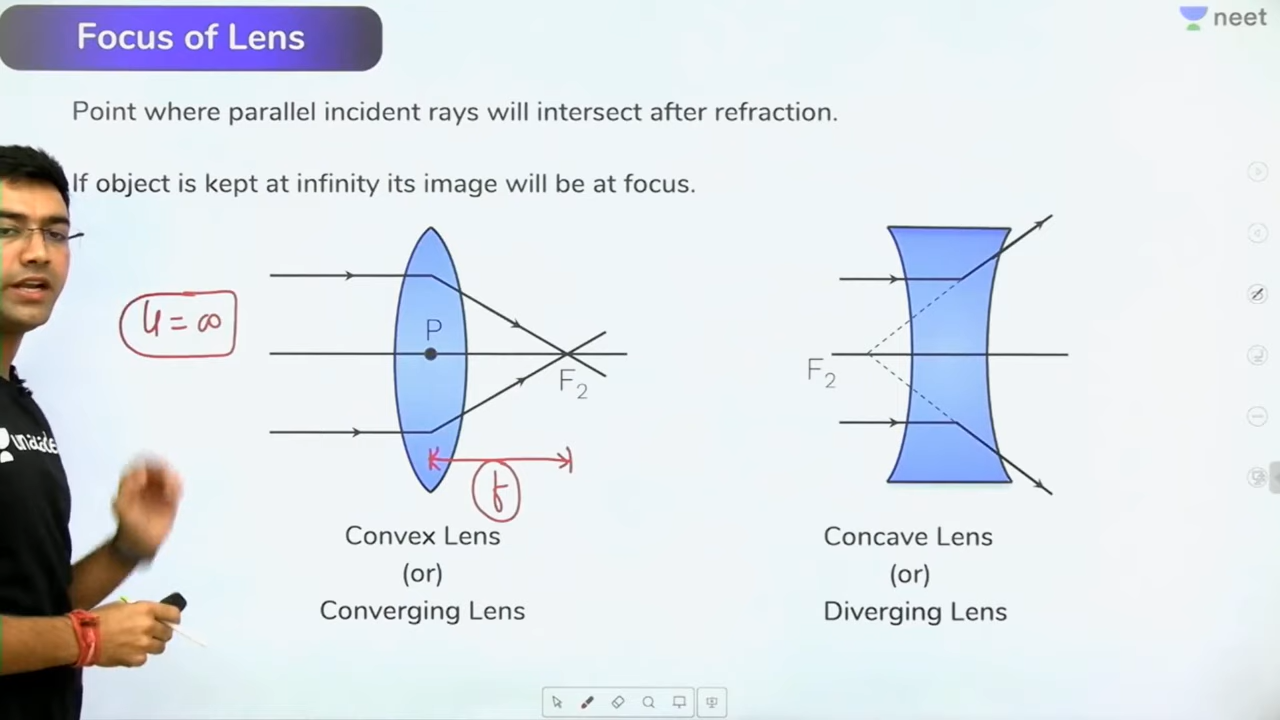 Focus of Lens
neet
Point where parallel incident rays will intersect after refraction.
If object is kept at infinity its image will be at focus.
u = ∞
P
F₂
f
F₂
Convex Lens
(or)
Converging Lens
Concave Lens
(or)
Diverging Lens